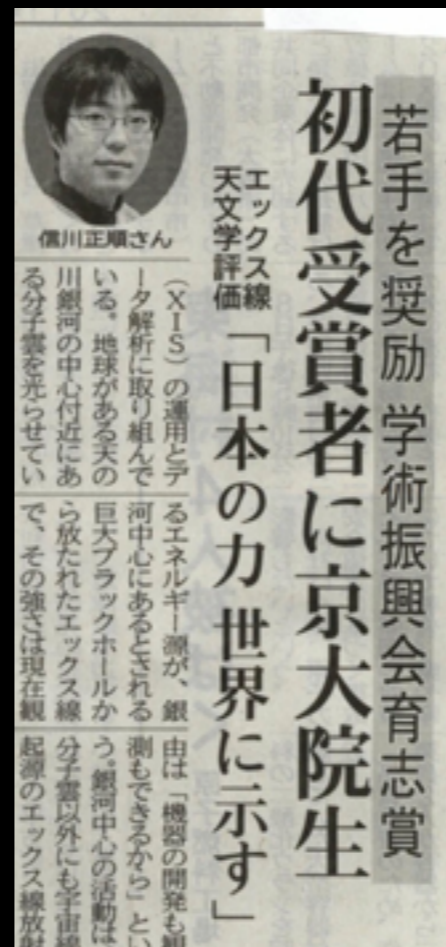 若手を奨励 学術振興会育志賞
初代受賞者に京大院生
エックス線
天文学評価
「日本の力 世界に示す」
信川正順さん
（ＸＩＳ）の運用とデ
ータ解析に取り組んで
いる。地球がある天の
川銀河の中心付近にあ
る分子雲を光らせてい
るエネルギー源が、銀
河中心にあるとされる
巨大ブラックホールか
ら放たれたエックス線
で、その強さは現在観
由は「機器の開発も観
測もできるから」とい
う。銀河中心の活動は
分子雲以外にも宇宙線
起源のエックス線放射